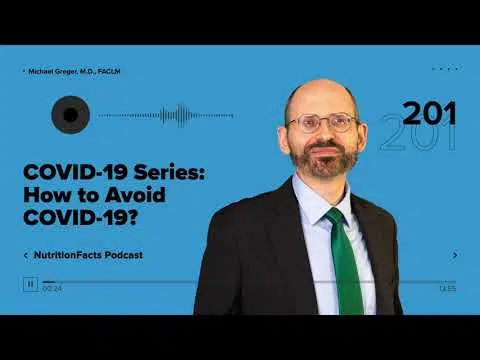 Michael Greger, M.D., FACLM
201
201
COVID-19 Series:
How to Avoid
COVID-19?
NutritionFacts Podcast
00:24
13:55